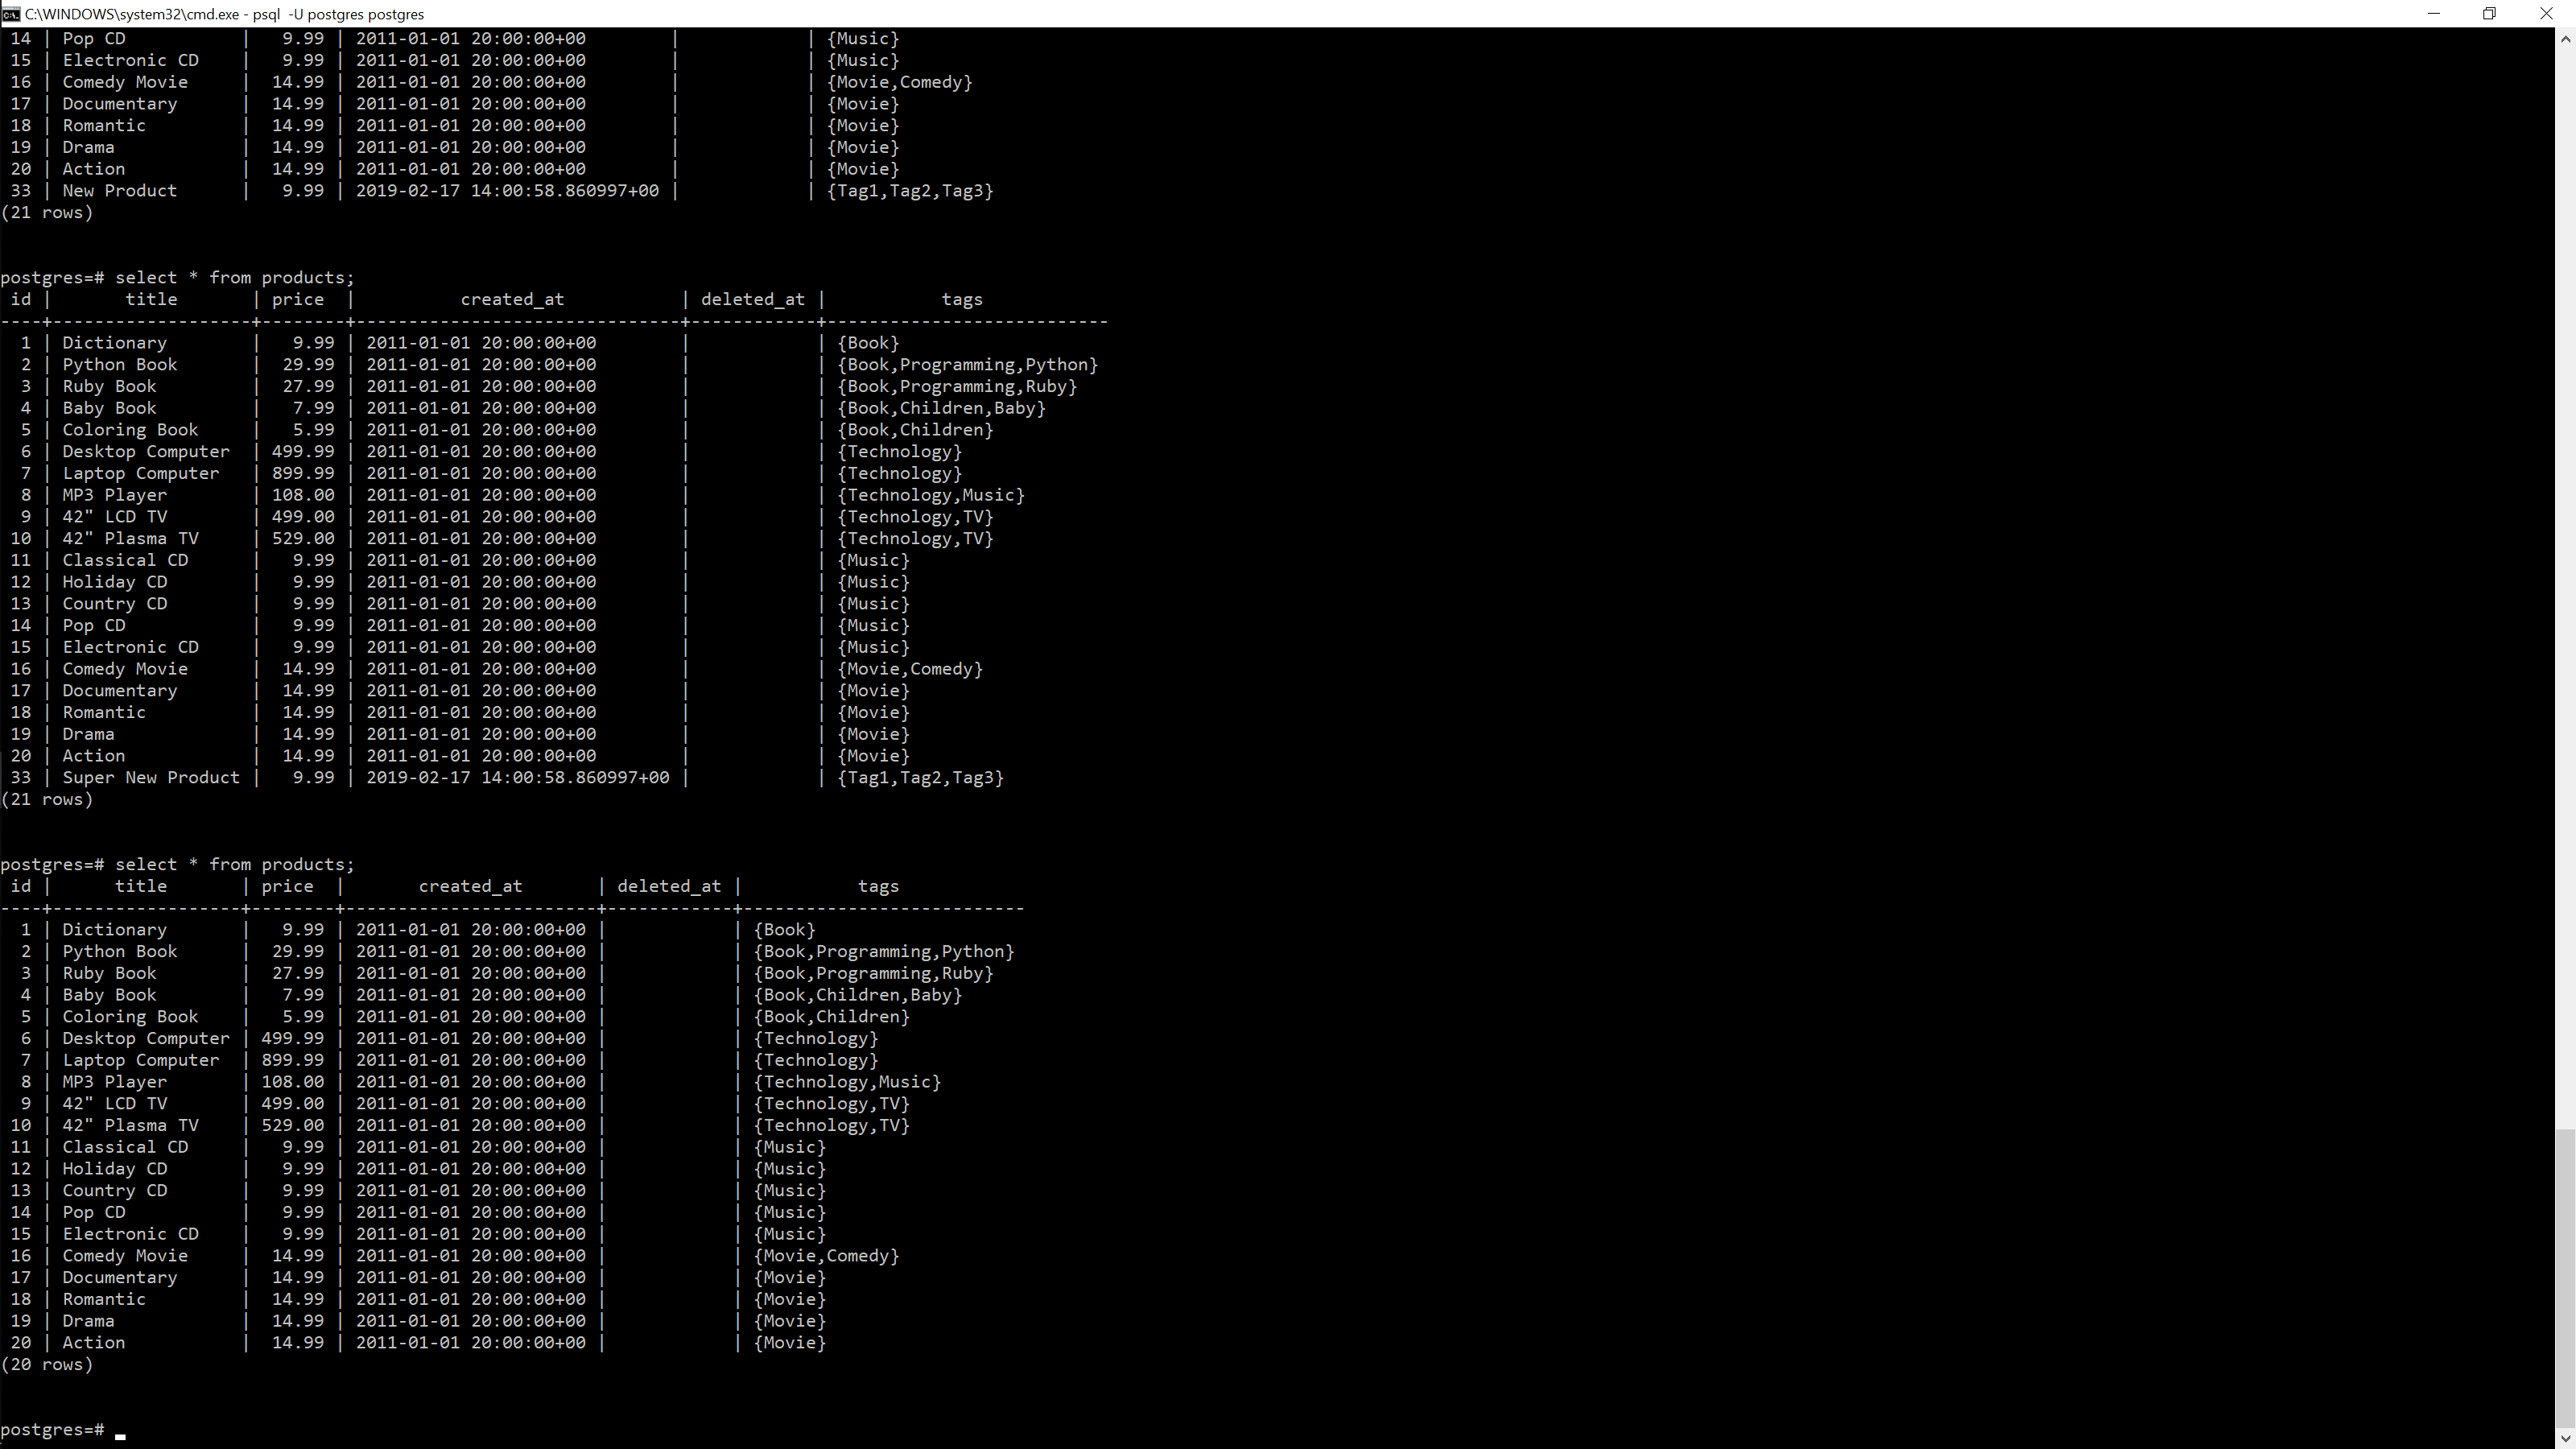 C:\WINDOWS\system32\cmd.exe - psql  -U postgres postgres
 14 | Pop CD            |   9.99 | 2011-01-01 20:00:00+00        |            | {Music}
 15 | Electronic CD     |   9.99 | 2011-01-01 20:00:00+00        |            | {Music}
 16 | Comedy Movie      |  14.99 | 2011-01-01 20:00:00+00        |            | {Movie,Comedy}
 17 | Documentary       |  14.99 | 2011-01-01 20:00:00+00        |            | {Movie}
 18 | Romantic          |  14.99 | 2011-01-01 20:00:00+00        |            | {Movie}
 19 | Drama             |  14.99 | 2011-01-01 20:00:00+00        |            | {Movie}
 20 | Action            |  14.99 | 2011-01-01 20:00:00+00        |            | {Movie}
 33 | New Product       |   9.99 | 2019-02-17 14:00:58.860997+00 |            | {Tag1,Tag2,Tag3}
(21 rows)
postgres=# select * from products;
 id |       title       | price  |          created_at           | deleted_at |           tags
----+-------------------+--------+-------------------------------+------------+---------------------------
  1 | Dictionary        |   9.99 | 2011-01-01 20:00:00+00        |            | {Book}
  2 | Python Book       |  29.99 | 2011-01-01 20:00:00+00        |            | {Book,Programming,Python}
  3 | Ruby Book         |  27.99 | 2011-01-01 20:00:00+00        |            | {Book,Programming,Ruby}
  4 | Baby Book         |   7.99 | 2011-01-01 20:00:00+00        |            | {Book,Children,Baby}
  5 | Coloring Book     |   5.99 | 2011-01-01 20:00:00+00        |            | {Book,Children}
  6 | Desktop Computer  | 499.99 | 2011-01-01 20:00:00+00        |            | {Technology}
  7 | Laptop Computer   | 899.99 | 2011-01-01 20:00:00+00        |            | {Technology}
  8 | MP3 Player        | 108.00 | 2011-01-01 20:00:00+00        |            | {Technology,Music}
  9 | 42" LCD TV        | 499.00 | 2011-01-01 20:00:00+00        |            | {Technology,TV}
 10 | 42" Plasma TV     | 529.00 | 2011-01-01 20:00:00+00        |            | {Technology,TV}
 11 | Classical CD      |   9.99 | 2011-01-01 20:00:00+00        |            | {Music}
 12 | Holiday CD        |   9.99 | 2011-01-01 20:00:00+00        |            | {Music}
 13 | Country CD        |   9.99 | 2011-01-01 20:00:00+00        |            | {Music}
 14 | Pop CD            |   9.99 | 2011-01-01 20:00:00+00        |            | {Music}
 15 | Electronic CD     |   9.99 | 2011-01-01 20:00:00+00        |            | {Music}
 16 | Comedy Movie      |  14.99 | 2011-01-01 20:00:00+00        |            | {Movie,Comedy}
 17 | Documentary       |  14.99 | 2011-01-01 20:00:00+00        |            | {Movie}
 18 | Romantic          |  14.99 | 2011-01-01 20:00:00+00        |            | {Movie}
 19 | Drama             |  14.99 | 2011-01-01 20:00:00+00        |            | {Movie}
 20 | Action            |  14.99 | 2011-01-01 20:00:00+00        |            | {Movie}
 33 | Super New Product |   9.99 | 2019-02-17 14:00:58.860997+00 |            | {Tag1,Tag2,Tag3}
(21 rows)
postgres=# select * from products;
 id |      title       | price  |       created_at       | deleted_at |           tags
----+------------------+--------+------------------------+------------+---------------------------
  1 | Dictionary       |   9.99 | 2011-01-01 20:00:00+00 |            | {Book}
  2 | Python Book      |  29.99 | 2011-01-01 20:00:00+00 |            | {Book,Programming,Python}
  3 | Ruby Book        |  27.99 | 2011-01-01 20:00:00+00 |            | {Book,Programming,Ruby}
  4 | Baby Book        |   7.99 | 2011-01-01 20:00:00+00 |            | {Book,Children,Baby}
  5 | Coloring Book    |   5.99 | 2011-01-01 20:00:00+00 |            | {Book,Children}
  6 | Desktop Computer | 499.99 | 2011-01-01 20:00:00+00 |            | {Technology}
  7 | Laptop Computer  | 899.99 | 2011-01-01 20:00:00+00 |            | {Technology}
  8 | MP3 Player       | 108.00 | 2011-01-01 20:00:00+00 |            | {Technology,Music}
  9 | 42" LCD TV       | 499.00 | 2011-01-01 20:00:00+00 |            | {Technology,TV}
 10 | 42" Plasma TV    | 529.00 | 2011-01-01 20:00:00+00 |            | {Technology,TV}
 11 | Classical CD     |   9.99 | 2011-01-01 20:00:00+00 |            | {Music}
 12 | Holiday CD       |   9.99 | 2011-01-01 20:00:00+00 |            | {Music}
 13 | Country CD       |   9.99 | 2011-01-01 20:00:00+00 |            | {Music}
 14 | Pop CD           |   9.99 | 2011-01-01 20:00:00+00 |            | {Music}
 15 | Electronic CD    |   9.99 | 2011-01-01 20:00:00+00 |            | {Music}
 16 | Comedy Movie     |  14.99 | 2011-01-01 20:00:00+00 |            | {Movie,Comedy}
 17 | Documentary      |  14.99 | 2011-01-01 20:00:00+00 |            | {Movie}
 18 | Romantic         |  14.99 | 2011-01-01 20:00:00+00 |            | {Movie}
 19 | Drama            |  14.99 | 2011-01-01 20:00:00+00 |            | {Movie}
 20 | Action           |  14.99 | 2011-01-01 20:00:00+00 |            | {Movie}
(20 rows)
postgres=#